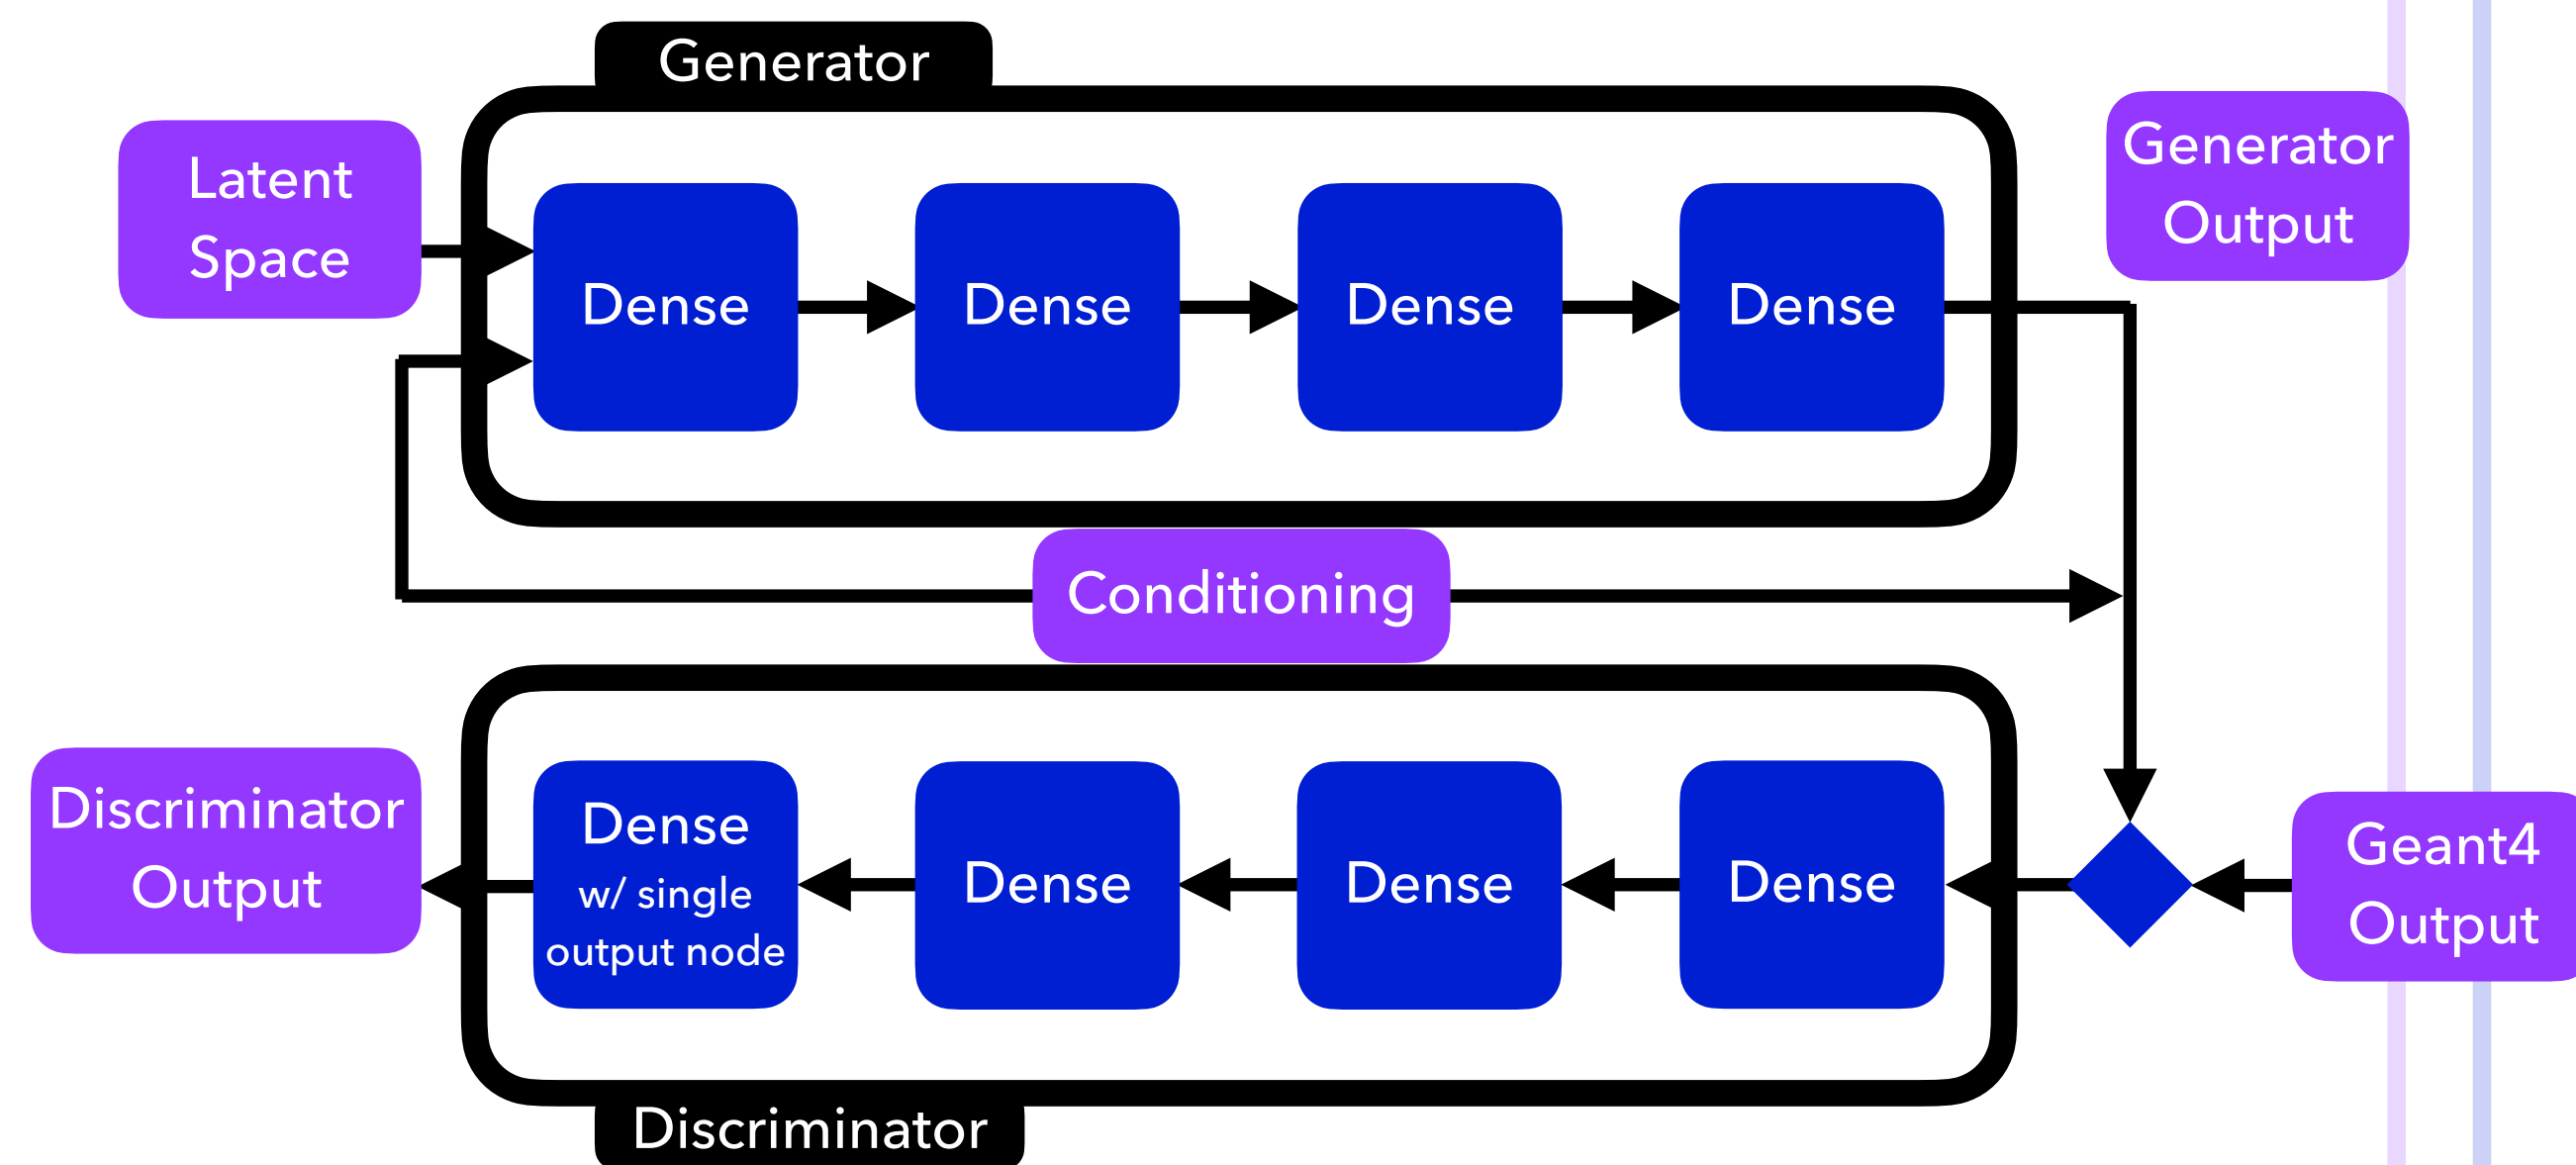 Generator
Latent
Space
Dense
Dense
Dense
Dense
Generator
Output
Conditioning
Discriminator
Output
Dense
w/ single
output node
Dense
Dense
Dense
Geant4
Output
Discriminator